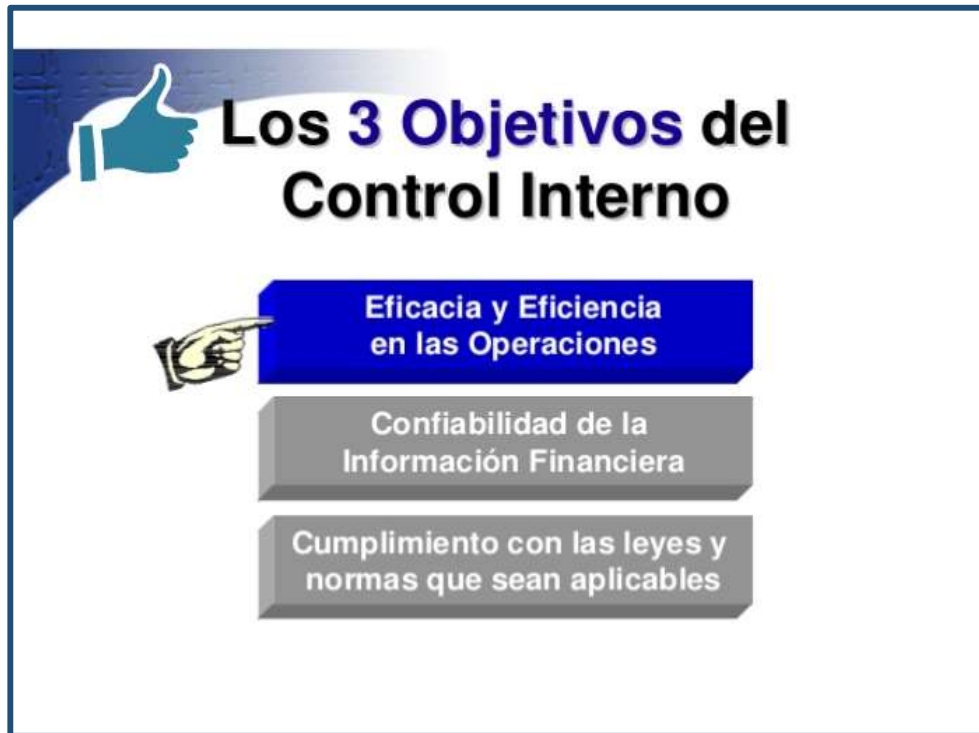 Los 3 Objetivos del
Control Interno
Eficacia y Eficiencia
en las Operaciones
Confiabilidad de la
Información Financiera
Cumplimiento con las leyes y
normas que sean aplicables